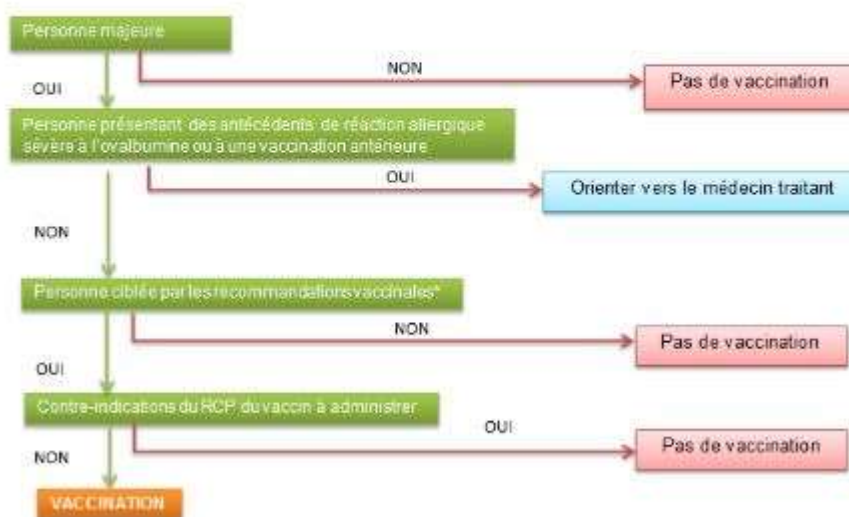 Personne majeure
NON
Pas de vaccination
OUI
Personne présentant des antécédents de réaction allergique
sévère à l'ovalbumine ou à une vaccination antérieure
OUI
Orienter vers le médecin traitant
NON
Personne ciblée par les recommandations vaccinales*
NON
Pas de vaccination
OUI
Contre-indications du RCP du vaccin à administrer
OUI
Pas de vaccination
NON
VACCINATION